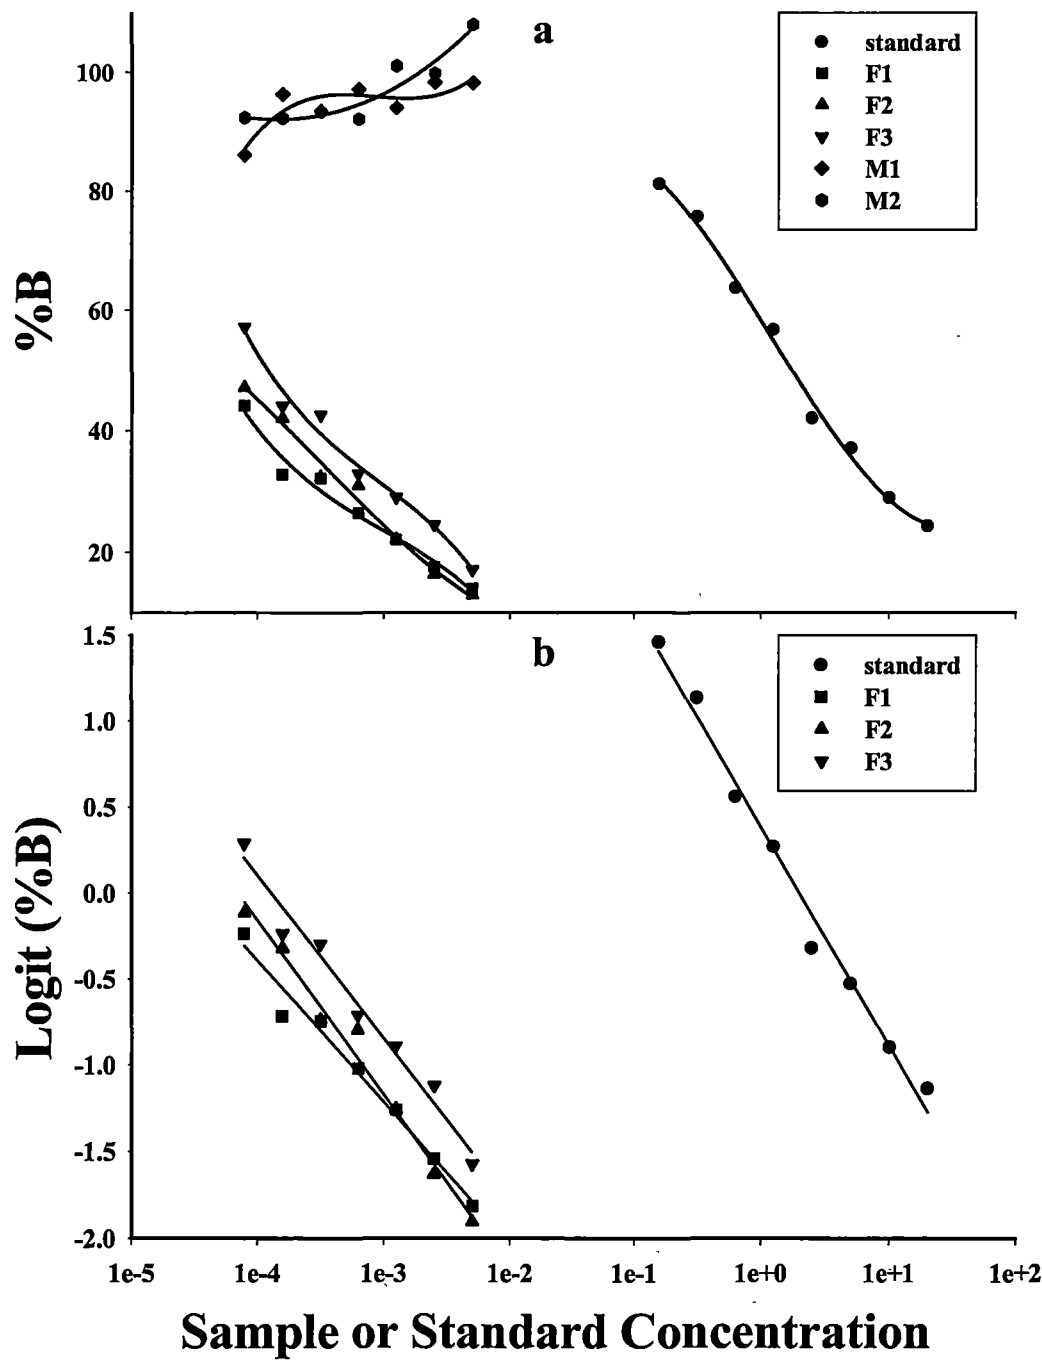 a
standard
F1
F2
F3
M1
M2
100
80
60
40
20
%B
b
standard
F1
F2
F3
1.5
1.0
0.5
0.0
-0.5
-1.0
-1.5
-2.0
Logit (%B)
1e-5 1e-4 1e-3 1e-2 1e-1 1e+0 1e+1 1e+2
Sample or Standard Concentration